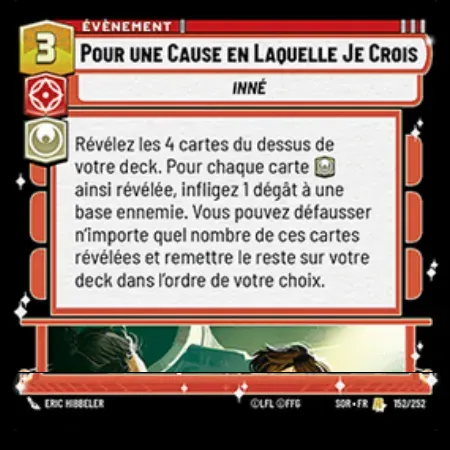 ÉVÈNEMENT
3
POUR UNE CAUSE EN LAQUELLE JE CROIS
INNÉ
Révélez les 4 cartes du dessus de
votre deck. Pour chaque carte
ainsi révélée, infligez 1 dégât à une
base ennemie. Vous pouvez défausser
n'importe quel nombre de ces cartes
révélées et remettre le reste sur votre
deck dans l'ordre de votre choix.
ERIC HIBBELER
©LFL ©FFG
SOR • FR
152/252